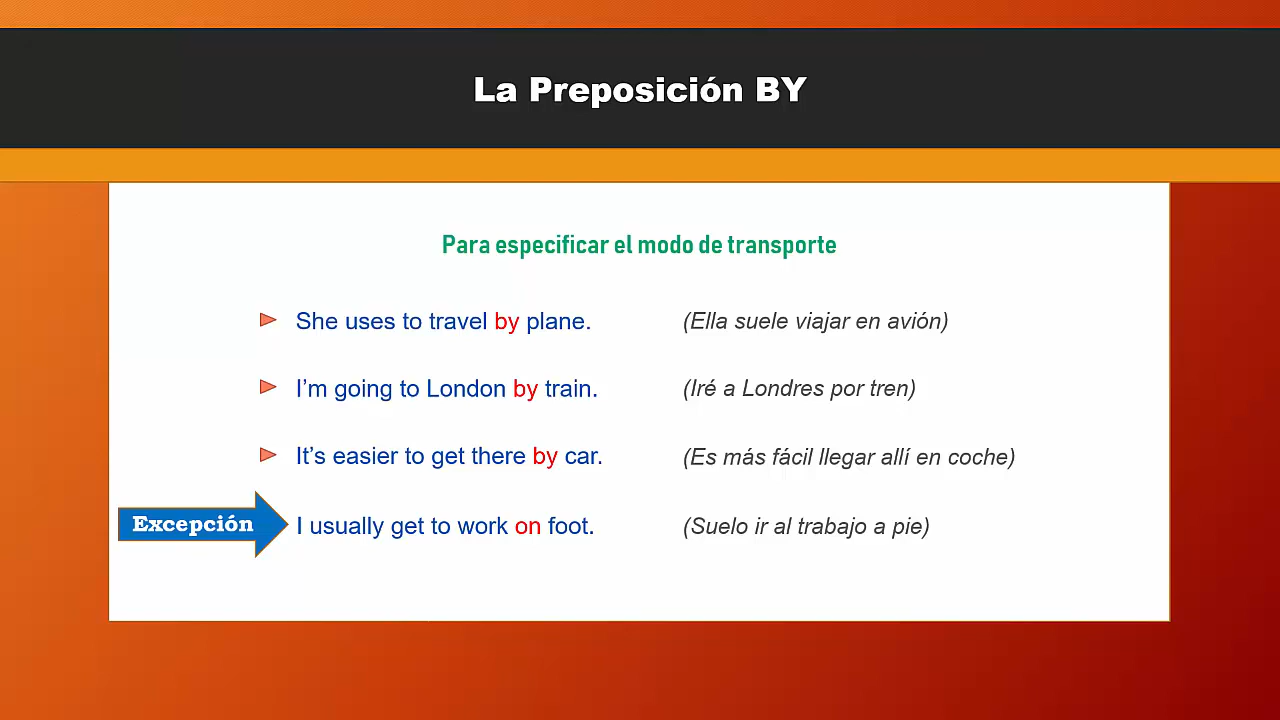 La Preposición BY
Para especificar el modo de transporte
She uses to travel by plane. (Ella suele viajar en avión)
I'm going to London by train. (Iré a Londres por tren)
It's easier to get there by car. (Es más fácil llegar allí en coche)
Excepción I usually get to work on foot. (Suelo ir al trabajo a pie)